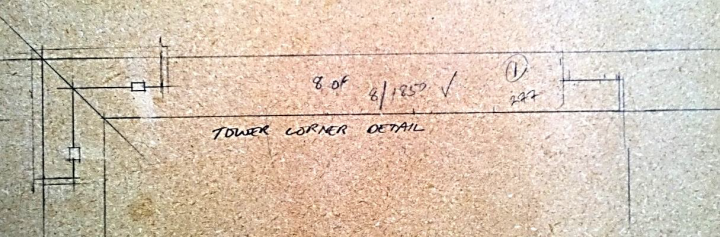 8 of 8/1850 ✓
①
277
TOWER CORNER DETAIL